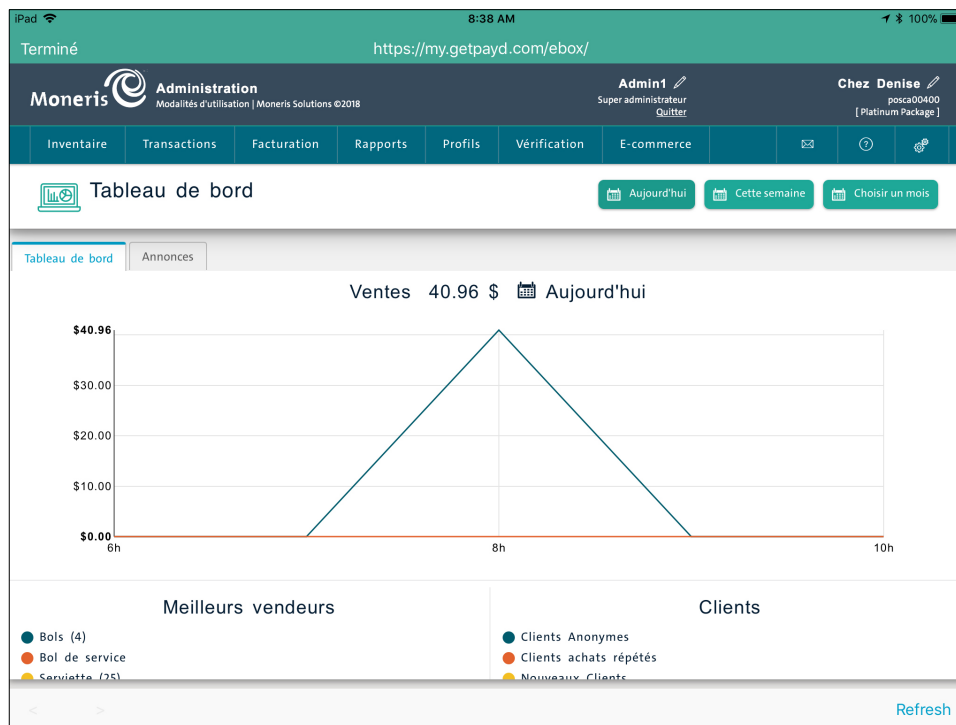 iPad 8:38 AM 100%
Terminé https://my.getpayd.com/ebox/
Moneris Administration
Modalités d'utilisation | Moneris Solutions ©2018
Admin1
Super administrateur
Quitter
Chez Denise
posca00400
[ Platinum Package ]
Inventaire Transactions Facturation Rapports Profils Vérification E-commerce
Tableau de bord
Aujourd'hui Cette semaine Choisir un mois
Tableau de bord Annonces
Ventes 40.96 $ Aujourd'hui
$40.96
$30.00
$20.00
$10.00
$0.00
6h 8h 10h
Meilleurs vendeurs
Bols (4)
Bol de service
Serviette (25)
Clients
Clients Anonymes
Clients achats répétés
Nouveaux Clients
< > Refresh